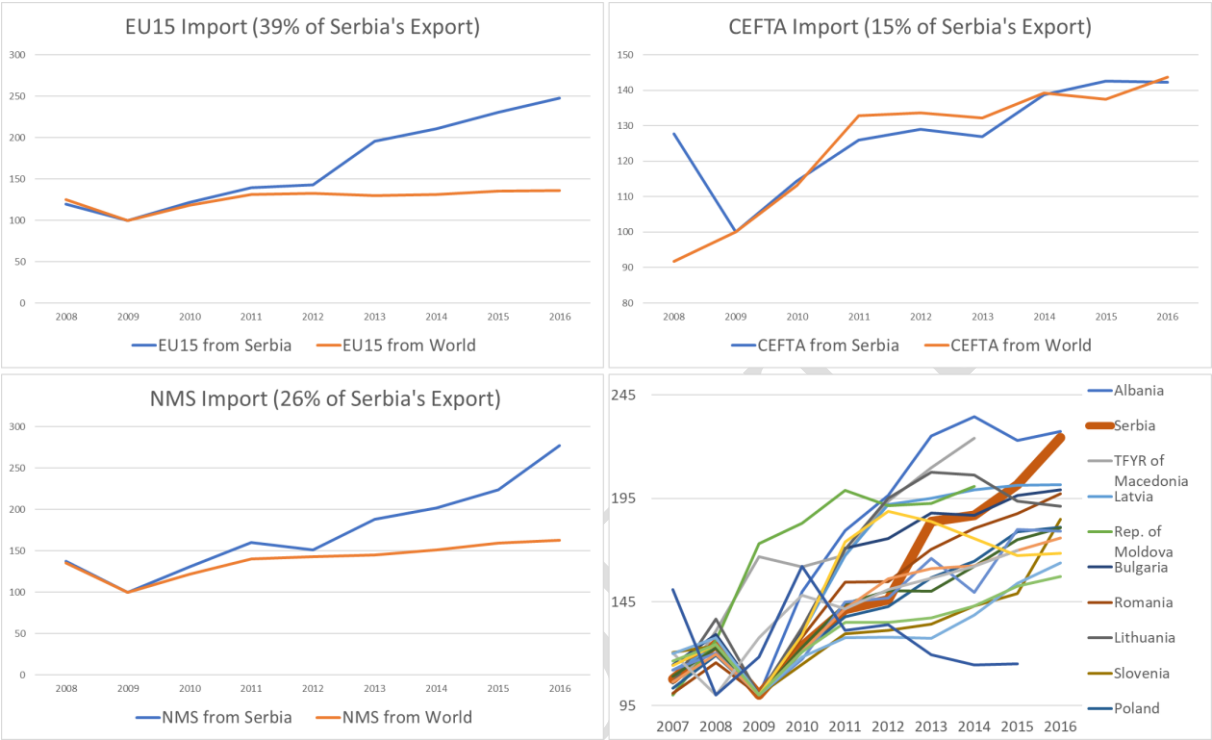 EU15 Import (39% of Serbia's Export)
300
250
200
150
100
50
0
2008 2009 2010 2011 2012 2013 2014 2015 2016
EU15 from Serbia EU15 from World
CEFTA Import (15% of Serbia's Export)
150
140
130
120
110
100
90
80
2008 2009 2010 2011 2012 2013 2014 2015 2016
CEFTA from Serbia CEFTA from World
NMS Import (26% of Serbia's Export)
300
250
200
150
100
50
0
2008 2009 2010 2011 2012 2013 2014 2015 2016
NMS from Serbia NMS from World
245
195
145
95
2007 2008 2009 2010 2011 2012 2013 2014 2015 2016
Albania
Serbia
TFYR of
Macedonia
Latvia
Rep. of
Moldova
Bulgaria
Romania
Lithuania
Slovenia
Poland